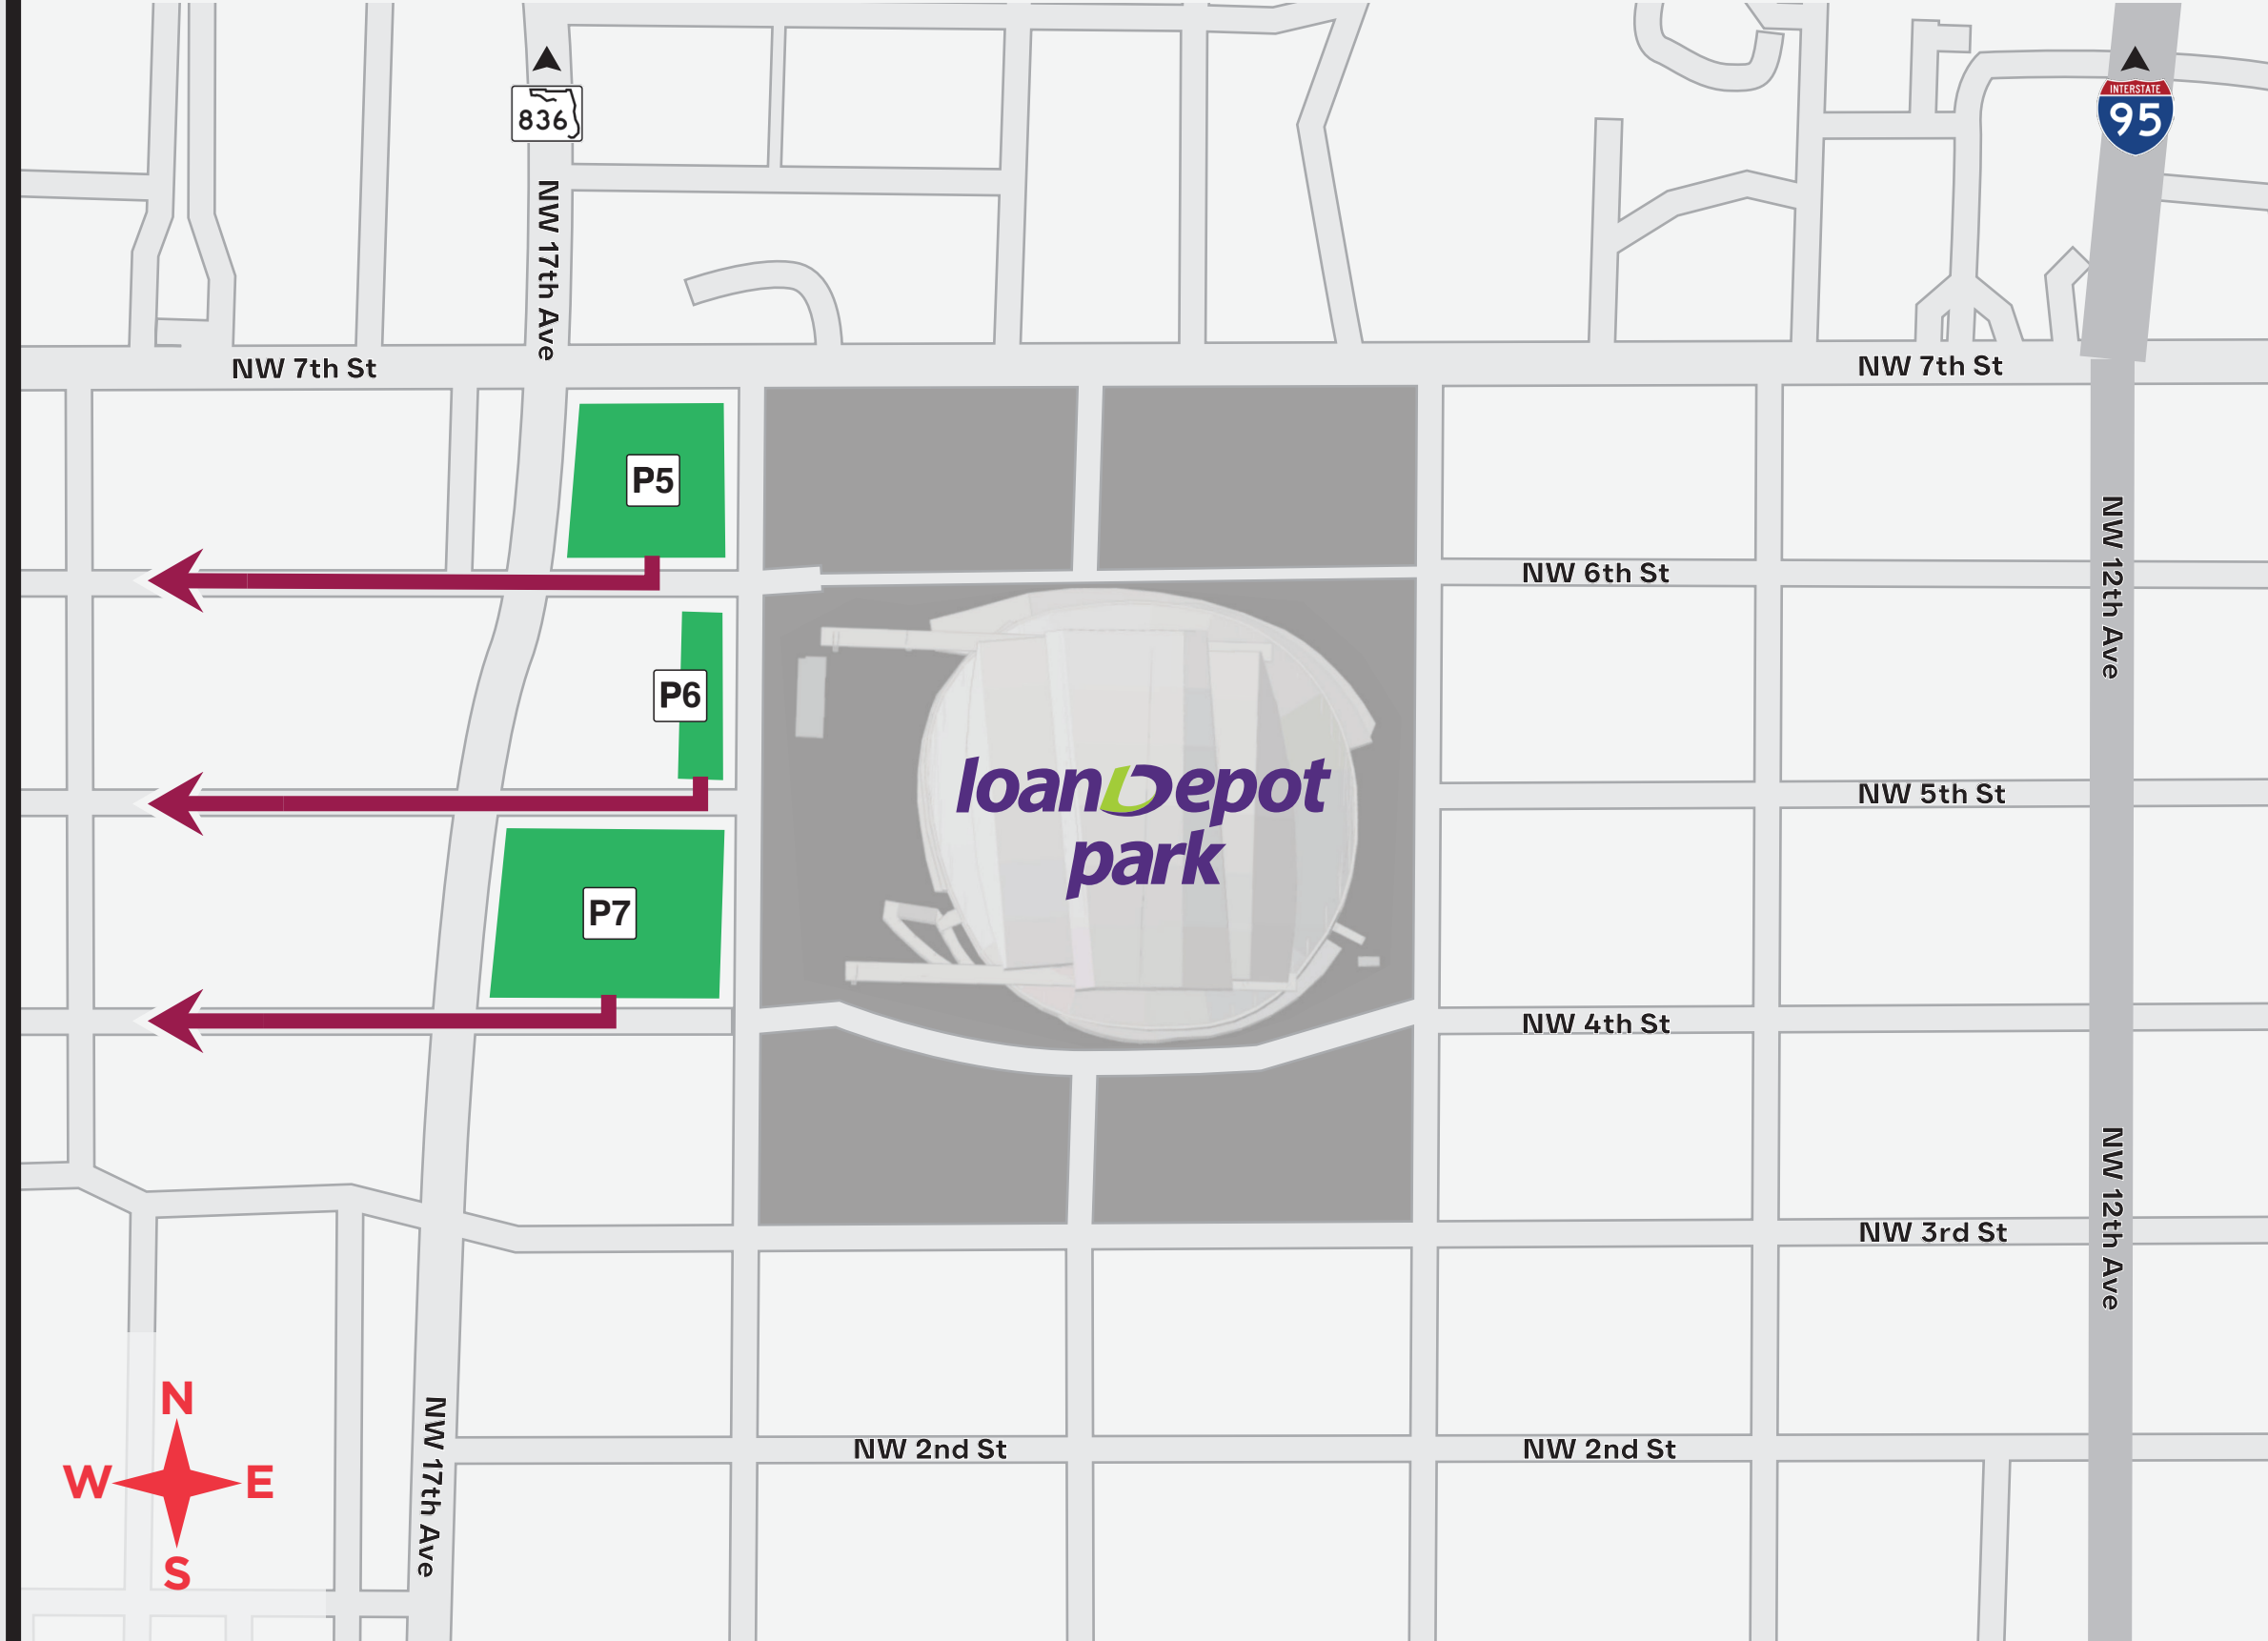 836
INTERSTATE
95
NW 17th Ave
NW 7th St
NW 7th St
P5
NW 6th St
NW 12th Ave
P6
NW 5th St
loanDepot
park
P7
NW 4th St
NW 12th Ave
NW 3rd St
N
W E
S
NW 17th Ave
NW 2nd St
NW 2nd St